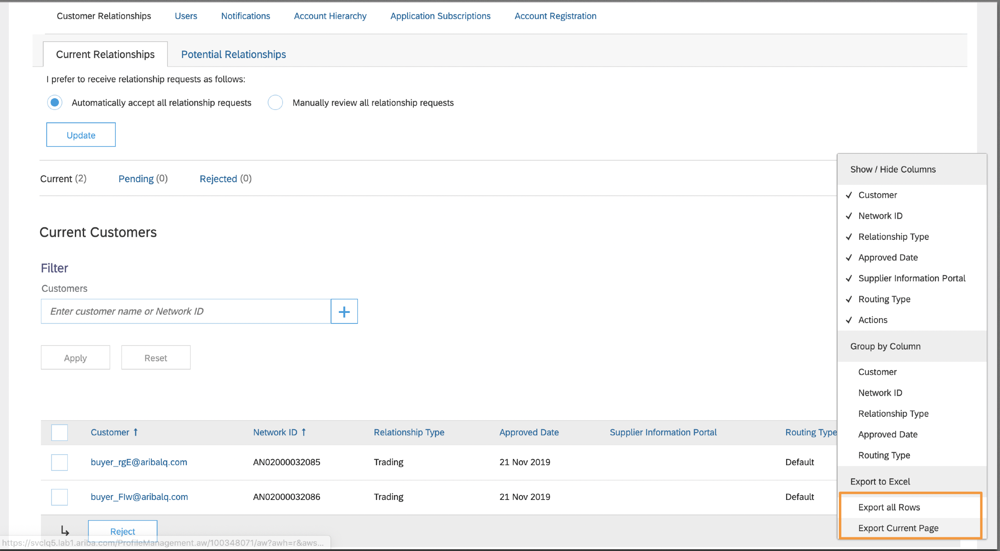 Customer Relationships Users Notifications Account Hierarchy Application Subscriptions Account Registration
Current Relationships Potential Relationships
I prefer to receive relationship requests as follows:
Automatically accept all relationship requests Manually review all relationship requests
Update
Current (2) Pending (0) Rejected (0)
Current Customers
Filter
Customers
Enter customer name or Network ID
+
Apply Reset
Customer ↑ Network ID ↑ Relationship Type Approved Date Supplier Information Portal Routing Type
buyer_rgE@aribalq.com AN02000032085 Trading 21 Nov 2019 Default
buyer_FIw@aribalq.com AN02000032086 Trading 21 Nov 2019 Default
Reject
https://svclq5.lab1.ariba.com/ProfileManagement.aw/100348071/aw?awh=r&aws...
Show / Hide Columns
✓ Customer
✓ Network ID
✓ Relationship Type
✓ Approved Date
✓ Supplier Information Portal
✓ Routing Type
✓ Actions
Group by Column
Customer
Network ID
Relationship Type
Approved Date
Routing Type
Export to Excel
Export all Rows
Export Current Page